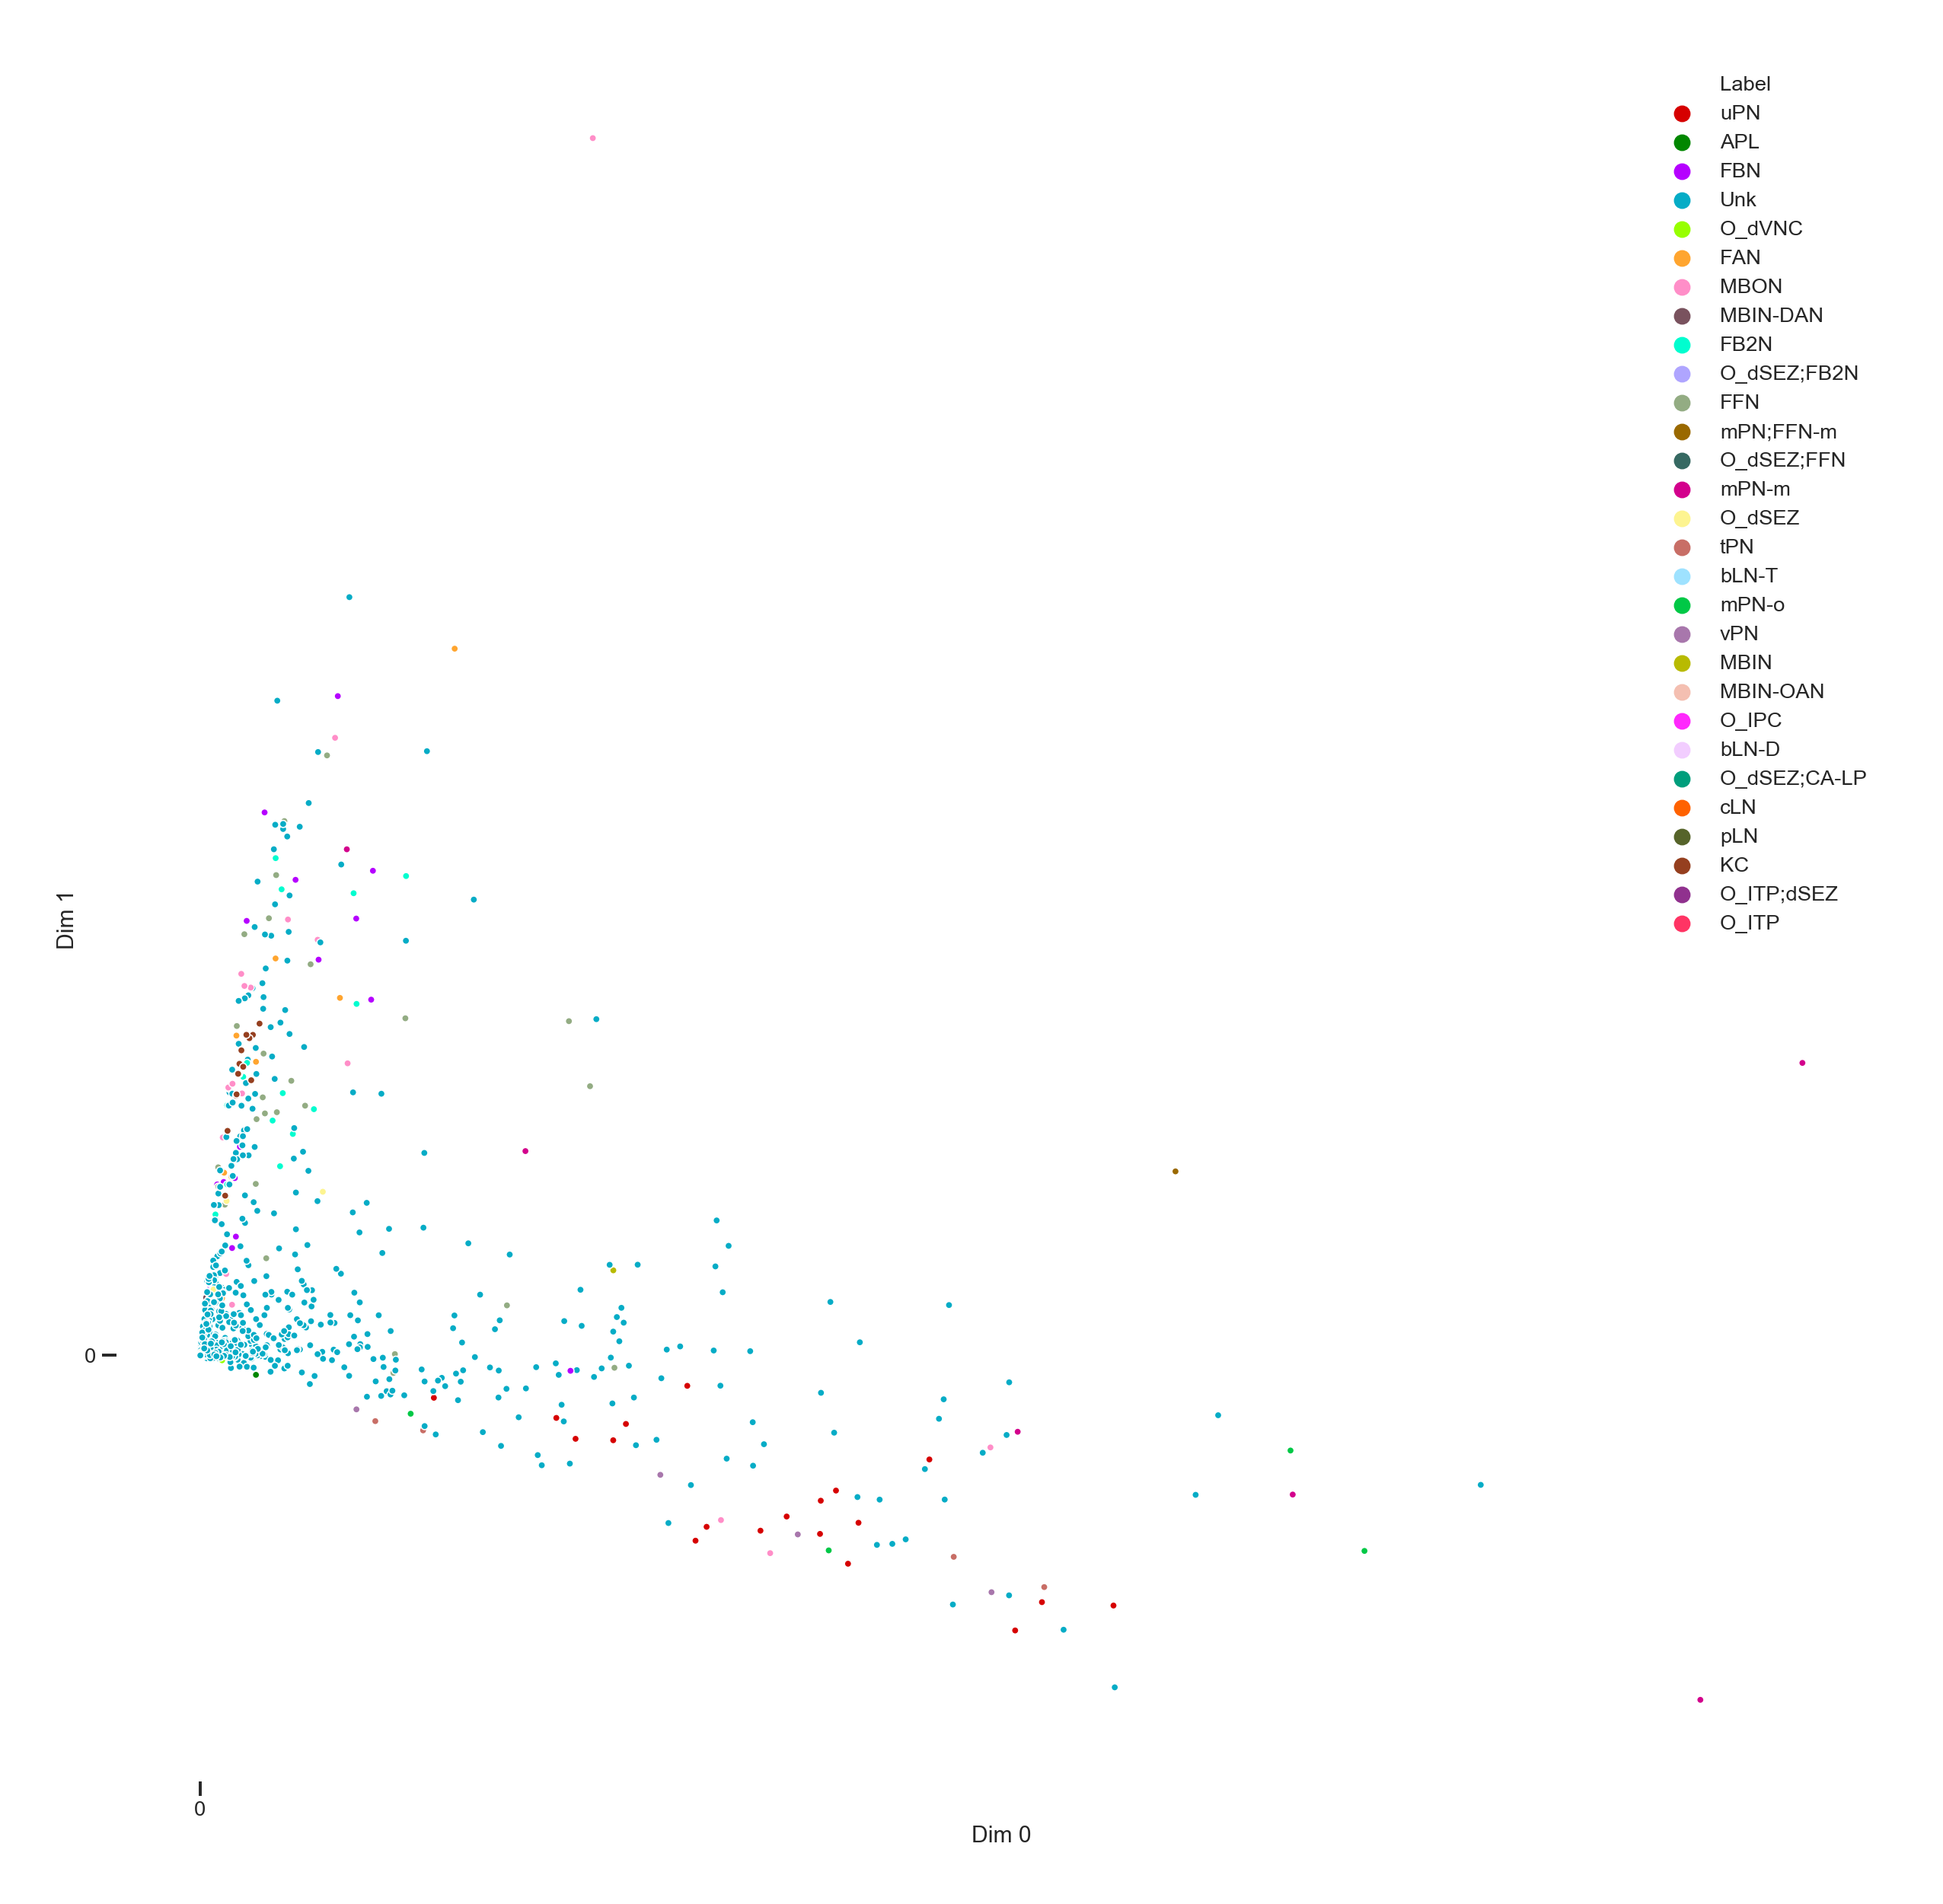 Label
uPN
APL
FBN
Unk
O_dVNC
FAN
MBON
MBIN-DAN
FB2N
O_dSEZ;FB2N
FFN
mPN;FFN-m
O_dSEZ;FFN
mPN-m
O_dSEZ
tPN
bLN-T
mPN-o
vPN
MBIN
MBIN-OAN
O_IPC
bLN-D
O_dSEZ;CA-LP
cLN
pLN
KC
O_ITP;dSEZ
O_ITP
Dim 1
0
0
Dim 0